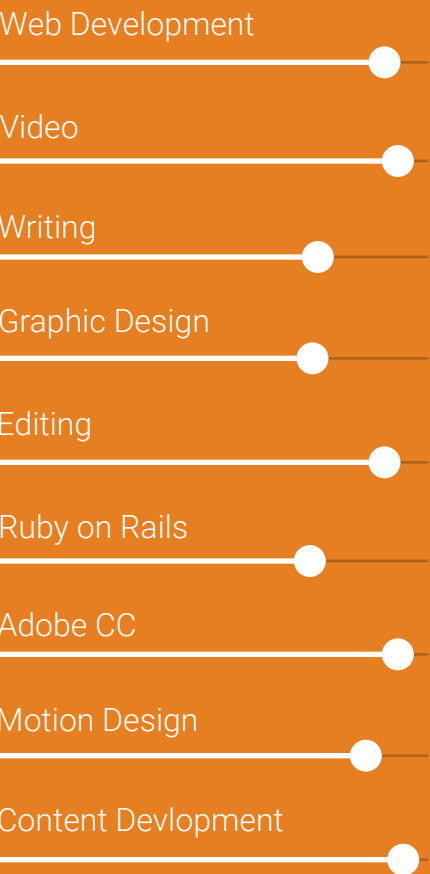 Web Development
Video
Writing
Graphic Design
Editing
Ruby on Rails
Adobe CC
Motion Design
Content Devlopment